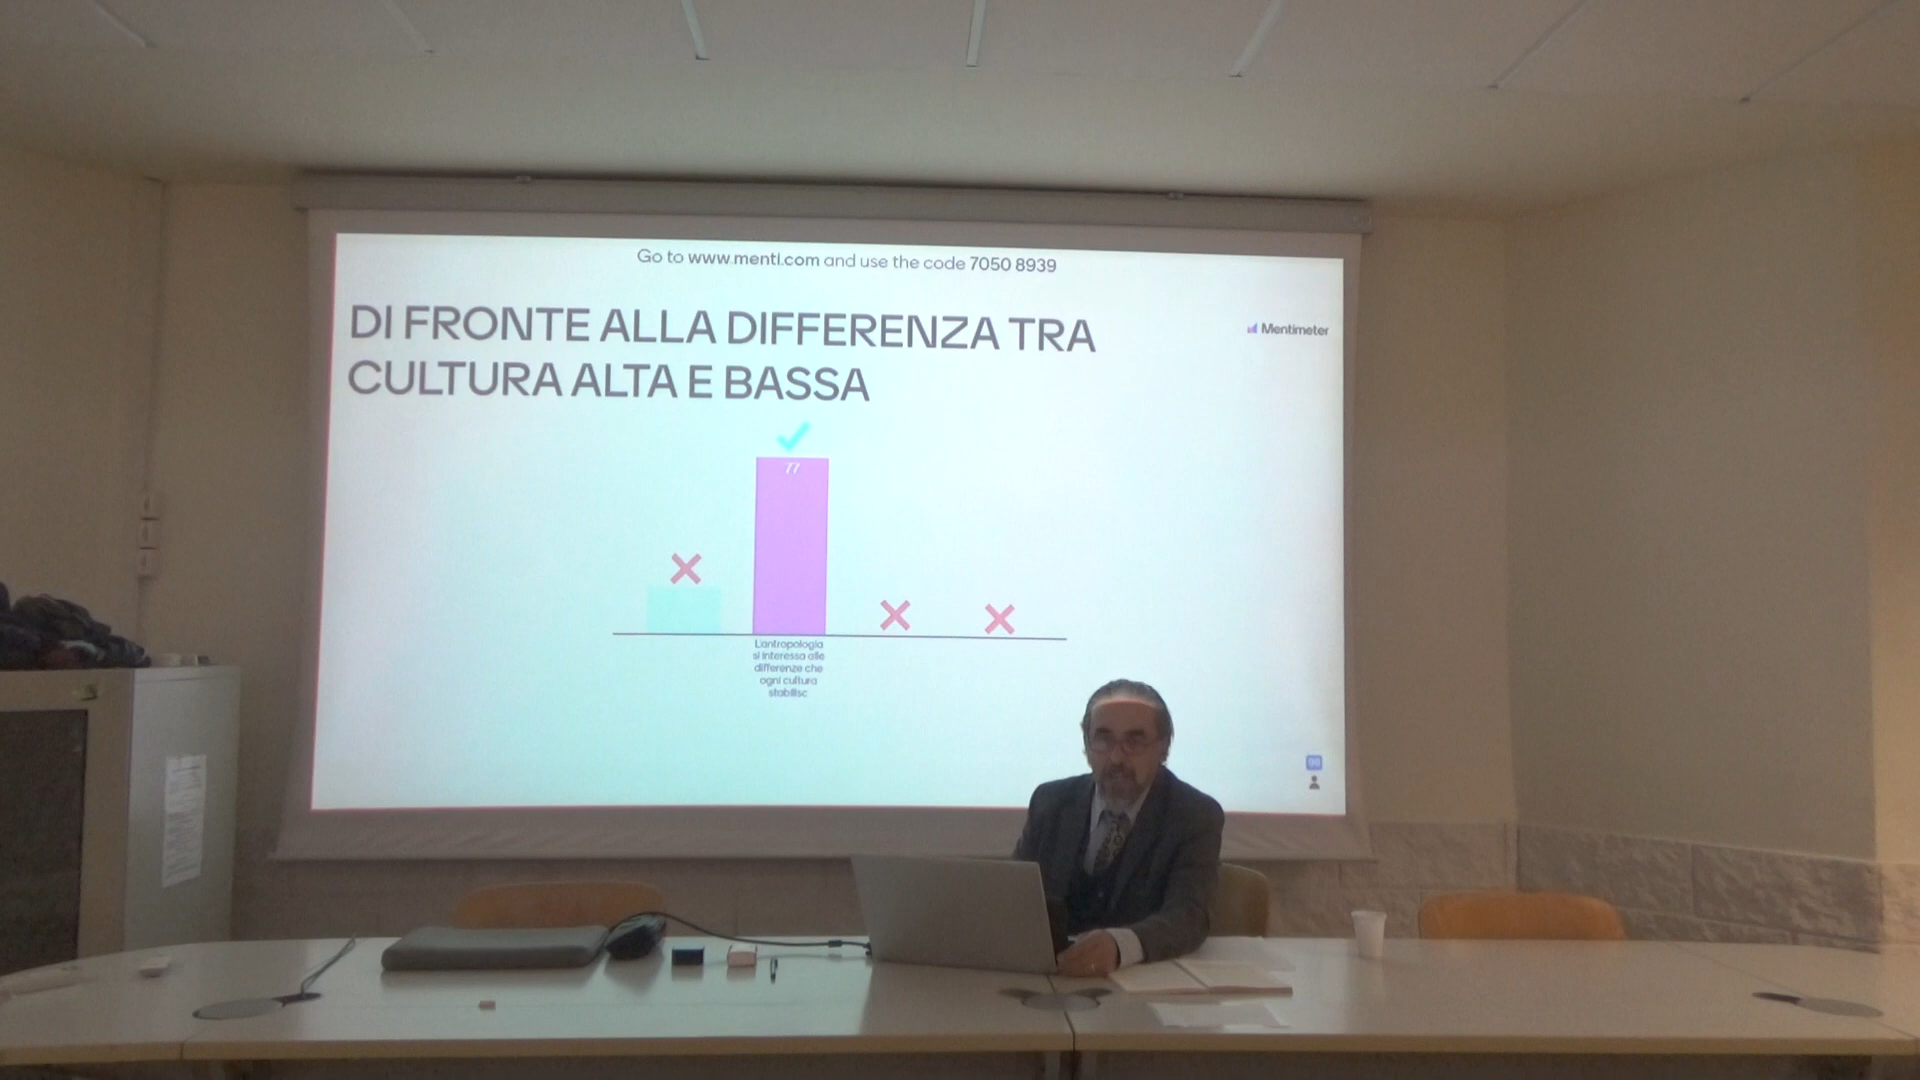 Go to www.menti.com and use the code 7050 8939
DI FRONTE ALLA DIFFERENZA TRA
CULTURA ALTA E BASSA
Mentimeter
77
L'antropologia
si interessa alle
differenze che
ogni cultura
stabilisc